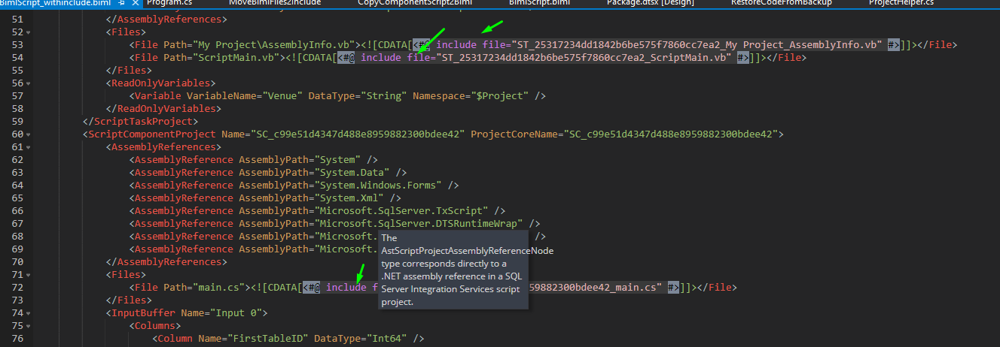 BimlScript_withinclude.biml Program.cs MoveBimlFiles2Include CopyComponentScript2Biml BimlScript.biml Package.dtsx [Design] RestoreCodeFromBackup ProjectHelper.cs
51 </AssemblyReferences>
52 <Files>
53 <File Path="My Project\AssemblyInfo.vb"><![CDATA[<#@ include file="ST_25317234dd1842b6be575f7860cc7ea2_My Project_AssemblyInfo.vb" #>]]></File>
54 <File Path="ScriptMain.vb"><![CDATA[<#@ include file="ST_25317234dd1842b6be575f7860cc7ea2_ScriptMain.vb" #>]]></File>
55 </Files>
56 <ReadOnlyVariables>
57 <Variable VariableName="Venue" DataType="String" Namespace="$Project" />
58 </ReadOnlyVariables>
59 </ScriptTaskProject>
60 <ScriptComponentProject Name="SC_c99e51d4347d488e8959882300bdee42" ProjectCoreName="SC_c99e51d4347d488e8959882300bdee42">
61 <AssemblyReferences>
62 <AssemblyReference AssemblyPath="System" />
63 <AssemblyReference AssemblyPath="System.Data" />
64 <AssemblyReference AssemblyPath="System.Windows.Forms" />
65 <AssemblyReference AssemblyPath="System.Xml" />
66 <AssemblyReference AssemblyPath="Microsoft.SqlServer.TxScript" />
67 <AssemblyReference AssemblyPath="Microsoft.SqlServer.DTSRuntimeWrap" />
68 <AssemblyReference AssemblyPath="Microsoft. />
69 <AssemblyReference AssemblyPath="Microsoft.
The
AstScriptProjectAssemblyReferenceNode
type corresponds directly to a
.NET assembly reference in a SQL
Server Integration Services script
project.
70 </AssemblyReferences>
71 <Files>
72 <File Path="main.cs"><![CDATA[<#@ include f 59882300bdee42_main.cs" #>]]></File>
73 </Files>
74 <InputBuffer Name="Input 0">
75 <Columns>
76 <Column Name="FirstTableID" DataType="Int64" />